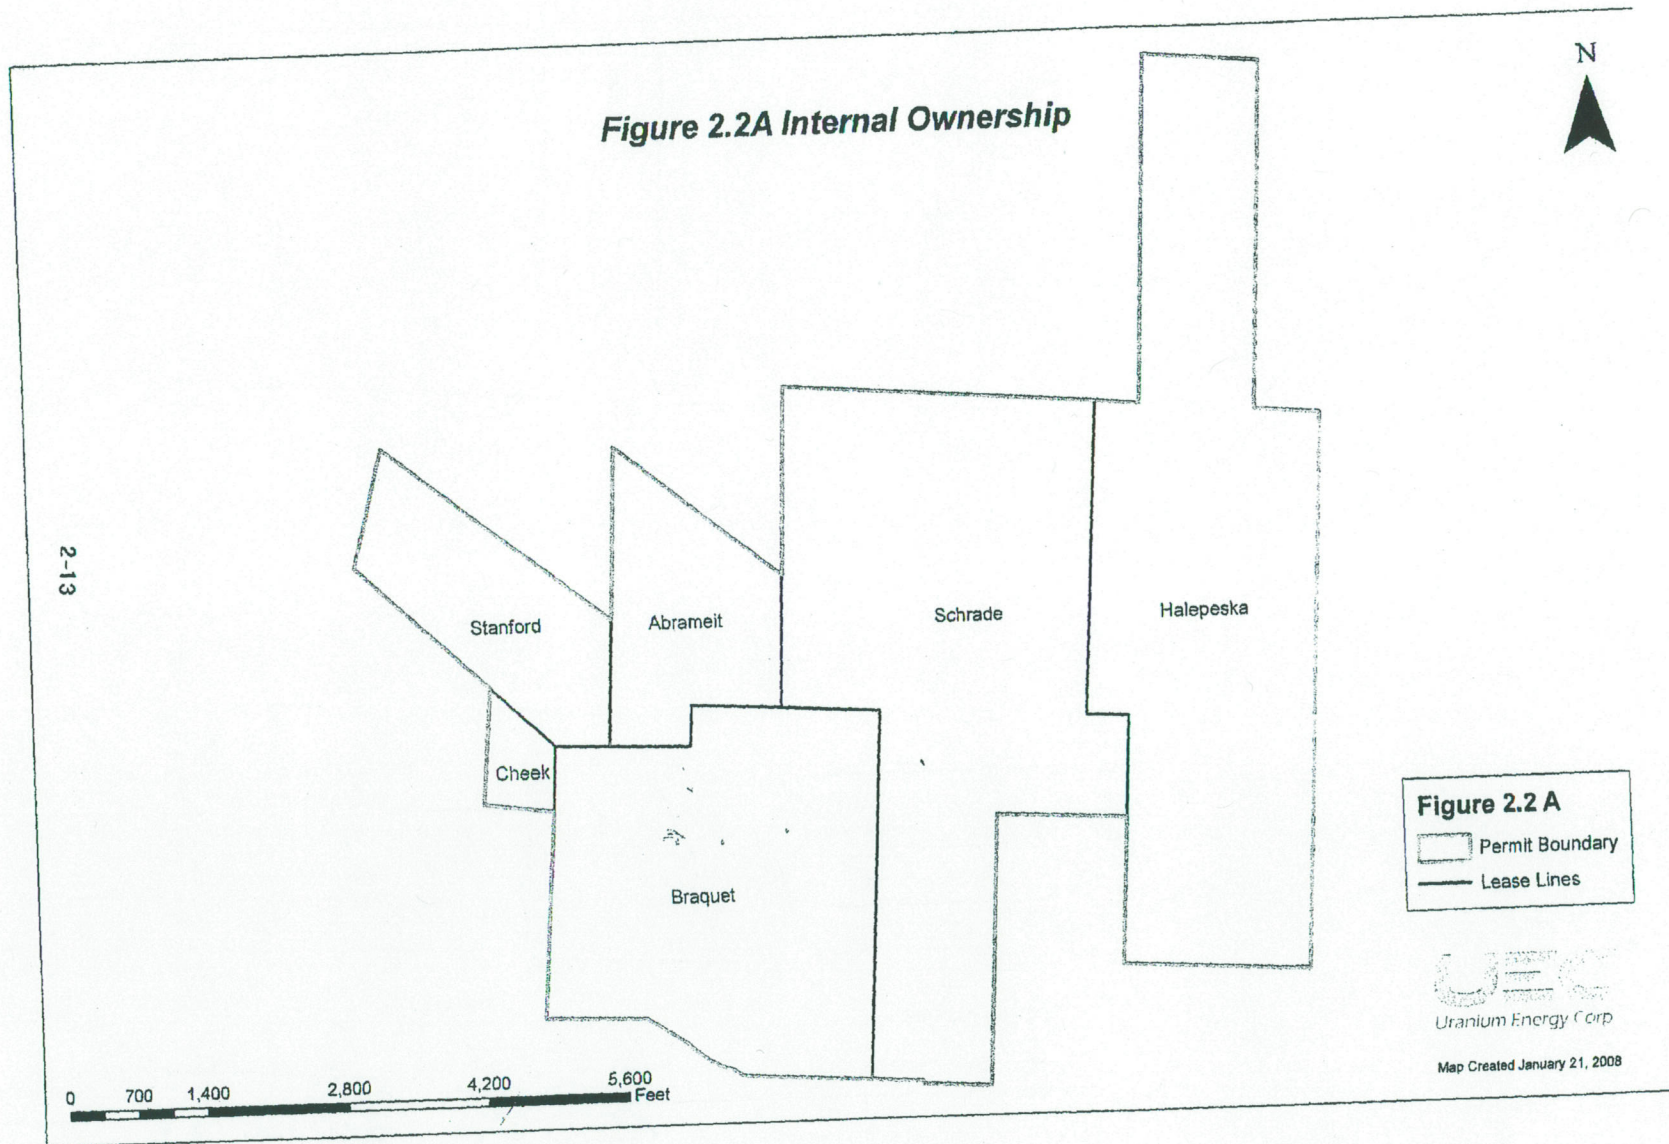 N
Figure 2.2A Internal Ownership
2-13
Stanford
Abrameit
Schrade
Halepeska
Cheek
Braquet
Figure 2.2 A
Permit Boundary
Lease Lines
UEC
Uranium Energy Corp
Map Created January 21, 2008
0 700 1,400 2,800 4,200 5,600
Feet